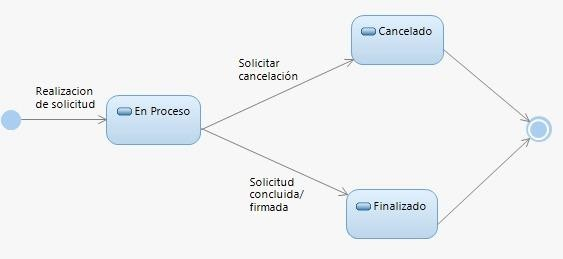 Realizacion
de solicitud
En Proceso
Solicitar
cancelación
Cancelado
Solicitud
concluida/
firmada
Finalizado